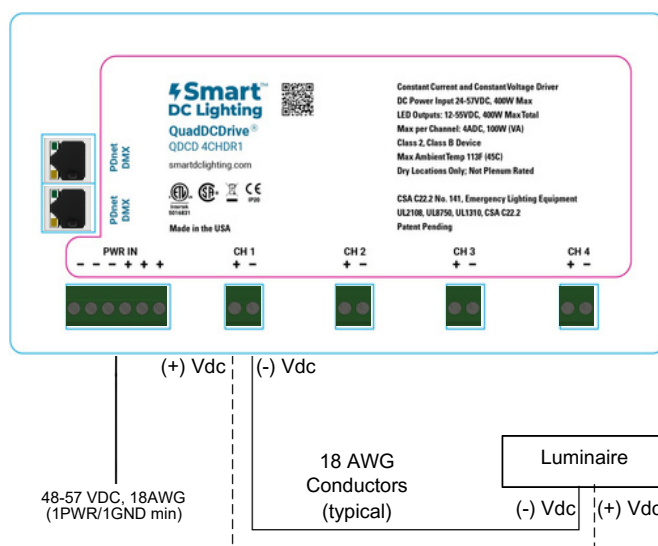 Smart™
DC Lighting
QuadDCDrive®
QDCD 4CHDR1
smartdclighting.com
Intertek
5016831
IP20
Made in the USA
Constant Current and Constant Voltage Driver
DC Power Input 24-57VDC, 400W Max
LED Outputs: 12-55VDC, 400W Max Total
Max per Channel: 4ADC, 100W (VA)
Class 2, Class B Device
Max Ambient Temp 113F (45C)
Dry Locations Only; Not Plenum Rated
CSA C22.2 No. 141, Emergency Lighting Equipment
UL2108, UL8750, UL1310, CSA C22.2
Patent Pending
PDnet
DMX
PDnet
DMX
PWR IN
- - - + + +
CH 1
+ -
CH 2
+ -
CH 3
+ -
CH 4
+ -
(+) Vdc
(-) Vdc
48-57 VDC, 18AWG
(1PWR/1GND min)
18 AWG
Conductors
(typical)
Luminaire
(-) Vdc
(+) Vdc